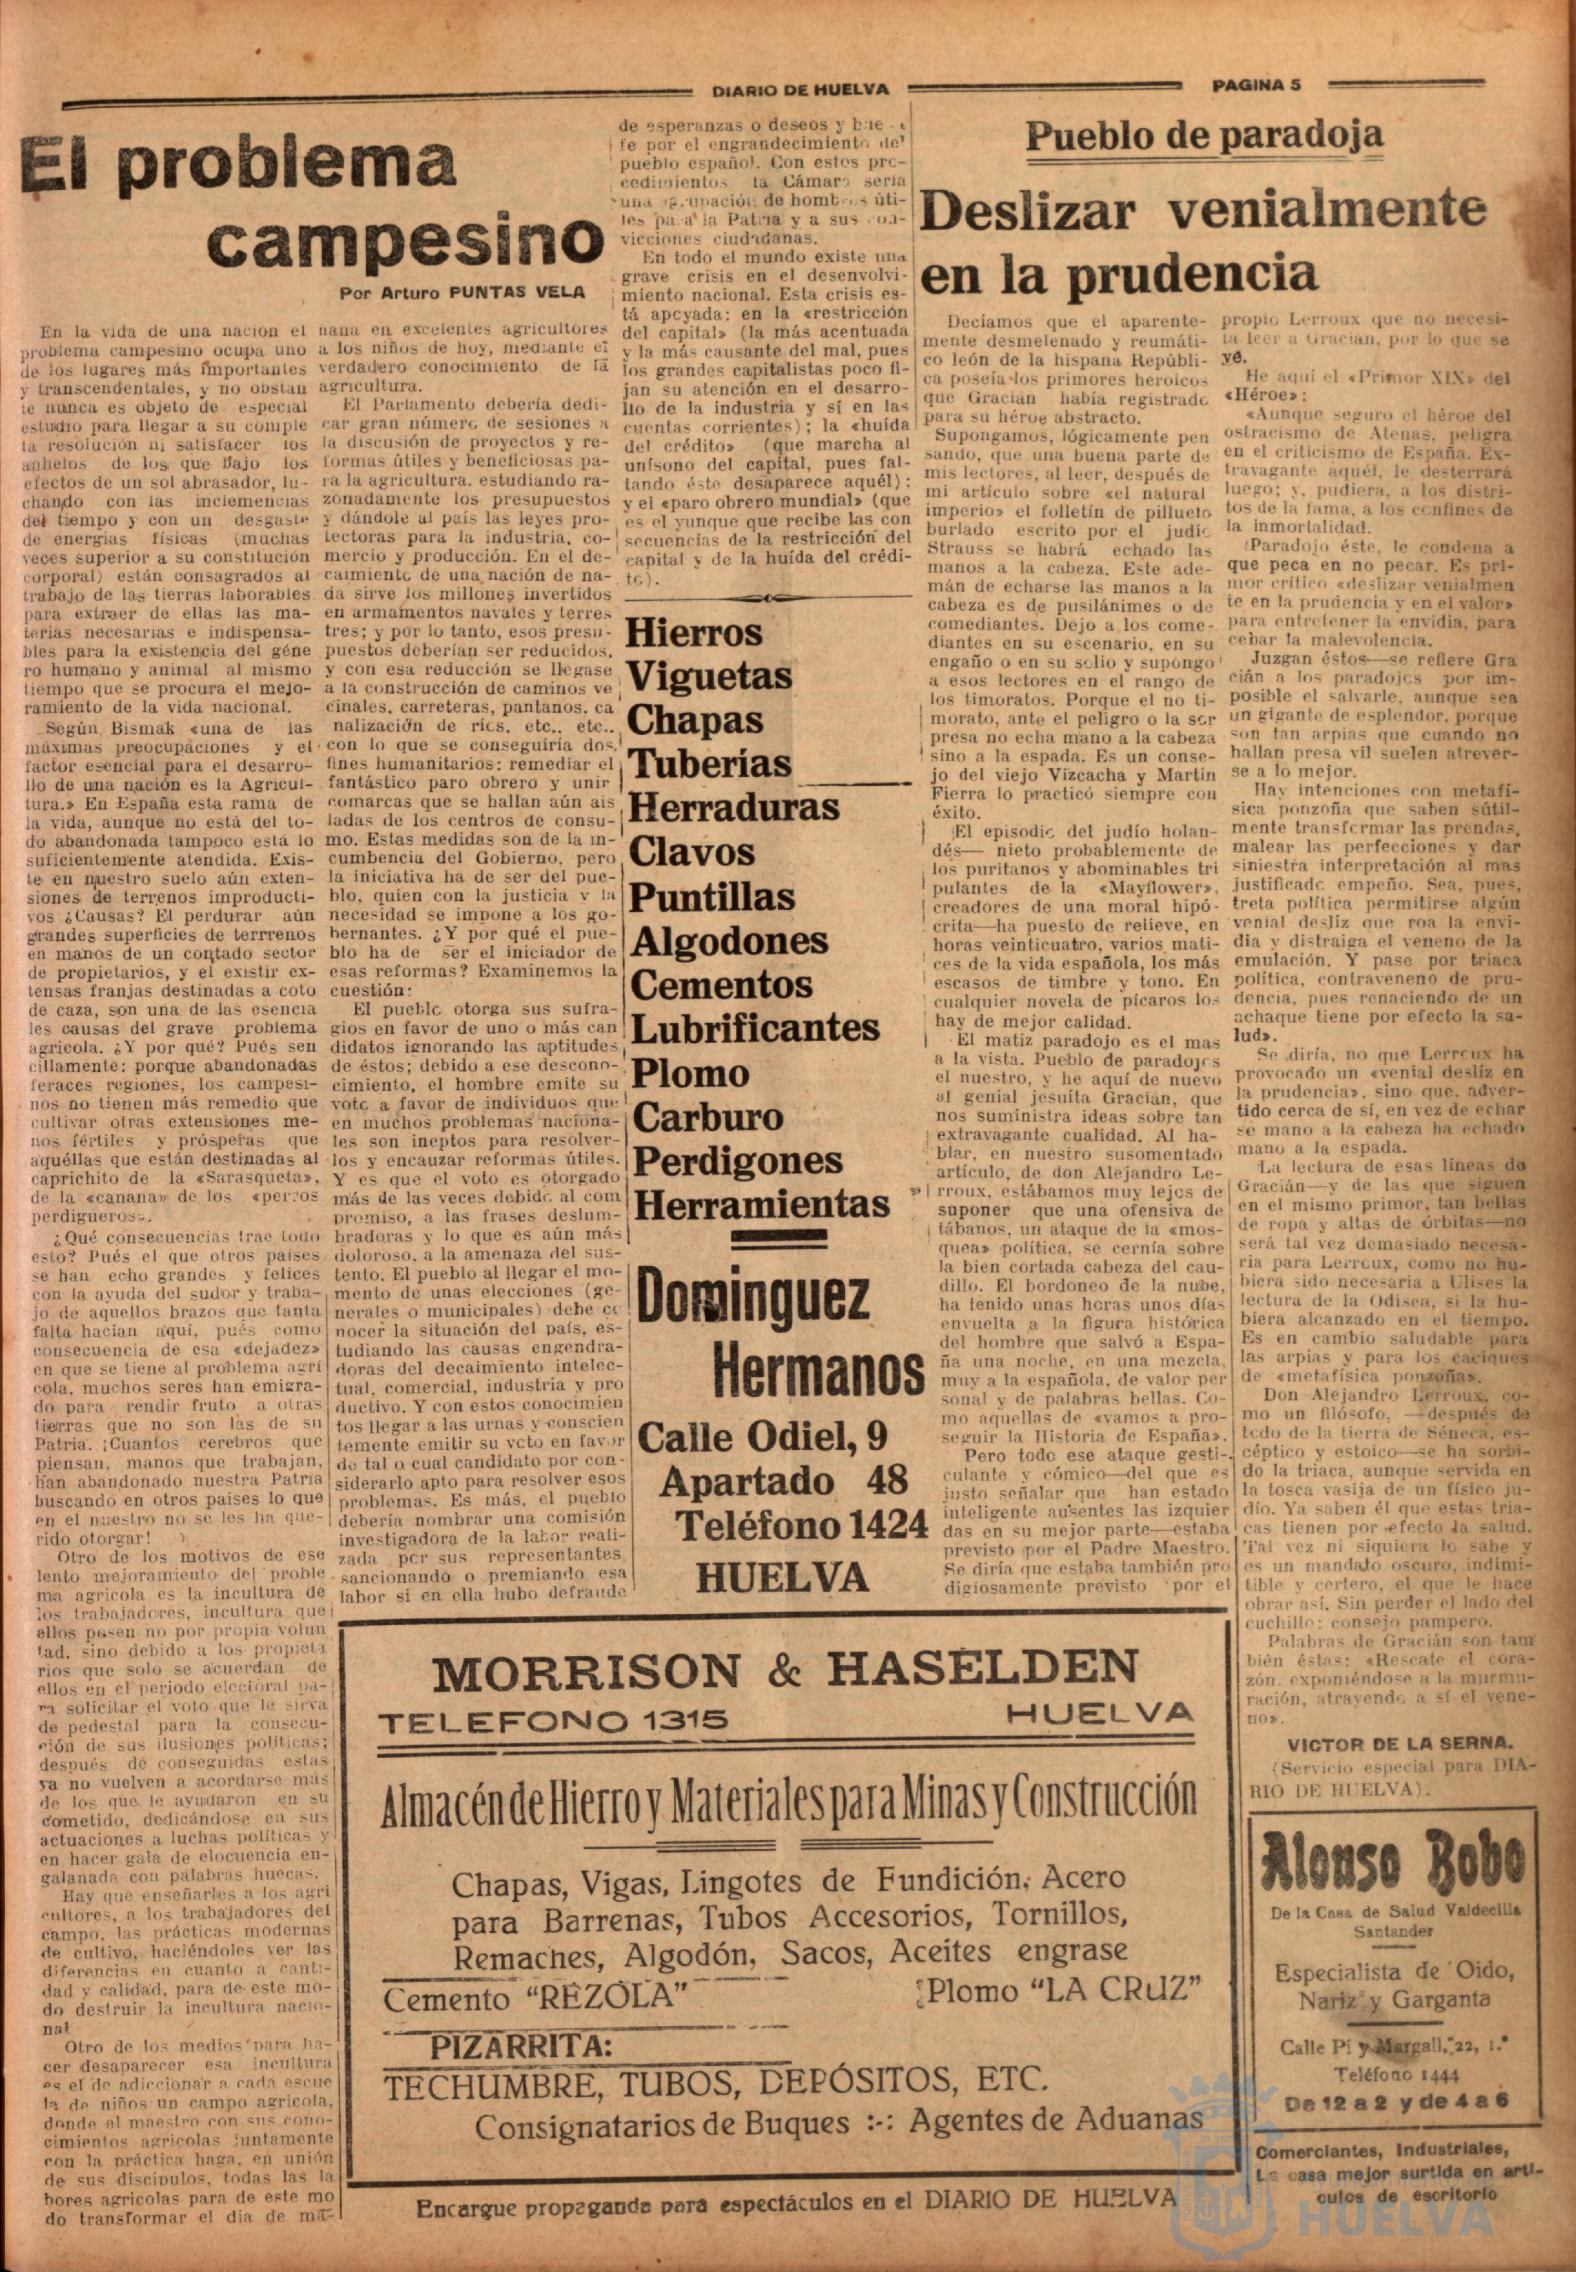 DIARIO DE HUELVA
PAGINA 5
El problema
campesino
Por Arturo PUNTAS VELA
En la vida de una nación el
problema campesino ocupa uno
de los lugares más importantes
y transcendentales, y no obstan
te nunca es objeto de especial
estudio para llegar a su comple
ta resolución ni satisfacer los
anhelos de los que bajo los
efectos de un sol abrasador, lu-
chando con las inclemencias
del tiempo y con un desgaste
de energías físicas (muchas
veces superior a su constitución
corporal) están consagrados al
trabajo de las tierras laborables
para extraer de ellas las ma-
terias necesarias e indispensa-
bles para la existencia del géne
ro humano y animal al mismo
tiempo que se procura el mejo-
ramiento de la vida nacional.
Según Bismak «una de las
máximas preocupaciones y el
factor esencial para el desarro-
llo de una nación es la Agricul-
tura.» En España esta rama de
la vida, aunque no está del to-
do abandonada tampoco está lo
suficientemente atendida. Exis-
te en nuestro suelo aún exten-
siones de terrenos improducti-
vos ¿Causas? El perdurar aún
grandes superficies de terrrenos
en manos de un contado sector
de propietarios, y el existir ex-
tensas franjas destinadas a coto
de caza, son una de las esencia
les causas del grave problema
agricola. ¿Y por qué? Pués sen
cillamente: porque abandonadas
feraces regiones, los campesi-
nos no tienen más remedio que
cultivar otras extensiones me-
nos fértiles y prósperas que
aquéllas que están destinadas al
caprichito de la «Sarasqueta»,
de la «canana» de los «perros
perdigueros».
¿Qué consecuencias trae todo
esto? Pués el que otros países
se han echo grandes y felices
con la ayuda del sudor y traba-
jo de aquellos brazos que tanta
falta hacian aquí, pués como
consecuencia de esa «dejadez»
en que se tiene al problema agrí
cola, muchos seres han emigra-
do para rendir fruto a otras
tierras que no son las de su
Patria. ¡Cuantos cerebros que
piensan, manos que trabajan,
han abandonado nuestra Patria
buscando en otros paises lo que
en el nuestro no se les ha que-
rido otorgar!
Otro de los motivos de ese
lento mejoramiento del proble
ma agricola es la incultura de
los trabajadores, incultura que
ellos posen no por propia volun
tad, sino debido a los propieta
rios que solo se acuerdan de
ellos en el periodo electoral pa-
ra solicitar el voto que le sirva
de pedestal para la consecu-
ción de sus ilusiones políticas;
después de conseguidas estas
ya no vuelven a acordarse más
de los que le ayudaron en su
cometido, dedicándose en sus
actuaciones a luchas políticas y
en hacer gala de elocuencia en-
galanada con palabras huecas.
Hay que enseñarles a los agri
cultores, a los trabajadores del
campo, las prácticas modernas
de cultivo, haciéndoles ver las
diferencias en cuanto a canti-
dad y calidad, para de este mo-
do destruir la incultura nacio-
nal
Otro de los medios para ha-
cer desaparecer esa incultura
es el de adiccionar a cada escue
la de niños un campo agricola,
donde el maestro con sus cono-
cimientos agricolas juntamente
con la práctica haga, en unión
de sus discipulos, todas las la
bores agricolas para de este mo
do transformar el dia de ma-
ñana en excelentes agricultores
a los niños de hoy, mediante el
verdadero conocimiento de la
agricultura.
El Parlamento debería dedi-
car gran número de sesiones a
la discusión de proyectos y re-
formas útiles y beneficiosas pa-
ra la agricultura, estudiando ra-
zonadamente los presupuestos
y dándole al país las leyes pro-
tectoras para la industria, co-
mercio y producción. En el de-
caimiento de una nación de na-
da sirve los millones invertidos
en armamentos navales y terres
tres; y por lo tanto, esos presu-
puestos deberían ser reducidos,
y con esa reducción se llegase
a la construcción de caminos ve
cinales, carreteras, pantanos, ca
nalización de ríos, etc., etc.,
con lo que se conseguiría dos
fines humanitarios: remediar el
fantástico paro obrero y unir
comarcas que se hallan aún ais
ladas de los centros de consu-
mo. Estas medidas son de la in-
cumbencia del Gobierno, pero
la iniciativa ha de ser del pue-
blo, quien con la justicia y la
necesidad se impone a los go-
bernantes. ¿Y por qué el pue-
blo ha de ser el iniciador de
esas reformas? Examinemos la
cuestión:
El pueblo otorga sus sufra-
gios en favor de uno o más can
didatos ignorando las aptitudes
de éstos; debido a ese descono-
cimiento, el hombre emite su
voto a favor de individuos que
en muchos problemas naciona-
les son ineptos para resolver-
los y encauzar reformas útiles.
Y es que el voto es otorgado
más de las veces debido al com
promiso, a las frases deslum-
bradoras y lo que es aún más
doloroso, a la amenaza del sus-
tento. El pueblo al llegar el mo-
mento de unas elecciones (ge-
nerales o municipales) debe co
nocer la situación del país, es-
tudiando las causas engendra-
doras del decaimiento intelec-
tual, comercial, industria y pro
ductivo. Y con estos conocimien
tos llegar a las urnas y conscien
temente emitir su voto en favor
de tal o cual candidato por con-
siderarlo apto para resolver esos
problemas. Es más, el pueblo
debería nombrar una comisión
investigadora de la labor reali-
zada por sus representantes
sancionando o premiando esa
labor si en ella hubo defraude
de esperanzas o deseos y bue
fe por el engrandecimiento del
pueblo español. Con estos pro-
cedimientos la Cámara sería
una agrupación de hombres úti-
les para la Patria y a sus con-
vicciones ciudadanas.
En todo el mundo existe una
grave crisis en el desenvolvi-
miento nacional. Esta crisis es-
tá apoyada: en la «restricción
del capital» (la más acentuada
y la más causante del mal, pues
los grandes capitalistas poco fi-
jan su atención en el desarro-
llo de la industria y sí en las
cuentas corrientes); la «huída
del crédito» (que marcha al
unísono del capital, pues fal-
tando éste desaparece aquél):
y el «paro obrero mundial» (que
es el yunque que recibe las con
secuencias de la restricción del
capital y de la huída del crédi-
to).
Hierros
Viguetas
Chapas
Tuberías
Herraduras
Clavos
Puntillas
Algodones
Cementos
Lubrificantes
Plomo
Carburo
Perdigones
Herramientas
Dominguez
Hermanos
Calle Odiel, 9
Apartado 48
Teléfono 1424
HUELVA
Pueblo de paradoja
Deslizar venialmente
en la prudencia
Decíamos que el aparente-
mente desmelenado y reumáti-
co león de la hispana Repúbli-
ca poseía los primores heroicos
que Gracián había registrado
para su héroe abstracto.
Supongamos, lógicamente pen
sando, que una buena parte de
mis lectores, al leer, después de
mi artículo sobre «el natural
imperio» el folletín de pilluelo
burlado escrito por el judío
Strauss se habrá echado las
manos a la cabeza. Este ade-
mán de echarse las manos a la
cabeza es de pusilánimes o de
comediantes. Dejo a los come-
diantes en su escenario, en su
engaño o en su solio y supongo
a esos lectores en el rango de
los timoratos. Porque el no ti-
morato, ante el peligro o la sor
presa no echa mano a la cabeza
sino a la espada. Es un conse-
jo del viejo Vizcacha y Martín
Fierra lo practicó siempre con
éxito.
El episodio del judío holan-
dés— nieto probablemente de
los puritanos y abominables tri
pulantes de la «Mayflower»,
creadores de una moral hipó-
crita—ha puesto de relieve, en
horas veinticuatro, varios mati-
ces de la vida española, los más
escasos de timbre y tono. En
cualquier novela de pícaros los
hay de mejor calidad.
El matiz paradojo es el mas
a la vista. Pueblo de paradojos
el nuestro, y he aquí de nuevo
al genial jesuita Gracián, que
nos suministra ideas sobre tan
extravagante cualidad. Al ha-
blar, en nuestro susomentado
artículo, de don Alejandro Le-
rroux, estábamos muy lejos de
suponer que una ofensiva de
tábanos, un ataque de la «mos-
quea» política, se cernía sobre
la bien cortada cabeza del cau-
dillo. El bordoneo de la nube,
ha tenido unas horas unos días
envuelta a la figura histórica
del hombre que salvó a Espa-
ña una noche, en una mezcla,
muy a la española, de valor per
sonal y de palabras bellas. Co-
mo aquellas de «vamos a pro-
seguir la Historia de España».
Pero todo ese ataque gesti-
culante y cómico—del que es
justo señalar que han estado
inteligente ausentes las izquier
das en su mejor parte—estaba
previsto por el Padre Maestro.
Se diría que estaba también pro
digiosamente previsto por el
propio Lerroux que no necesi-
ta leer a Gracián, por lo que se
ve.
He aquí el «Primor XIX» del
«Héroe»:
«Aunque seguro el héroe del
ostracismo de Atenas, peligra
en el criticismo de España. Ex-
travagante aquél, le desterrará
luego; y, pudiera, a los distri-
tos de la fama, a los confines de
la inmortalidad.
Paradojo éste, le condena a
que peca en no pecar. Es pri-
mor crítico «deslizar venialmen
te en la prudencia y en el valor»
para entretener la envidia, para
cebar la malevolencia.
Juzgan éstos—se refiere Gra
cián a los paradojos por im-
posible el salvarle, aunque sea
un gigante de esplendor, porque
son tan arpias que cuando no
hallan presa vil suelen atrever-
se a lo mejor.
Hay intenciones con metafí-
sica ponzoña que saben sútil-
mente transformar las prendas,
malear las perfecciones y dar
siniestra interpretación al mas
justificado empeño. Sea, pues,
treta política permitirse algún
venial desliz que roa la envi-
dia y distraiga el veneno de la
emulación. Y pase por triaca
política, contraveneno de pru-
dencia, pues renaciendo de un
achaque tiene por efecto la sa-
lud».
Se diría, no que Lerroux ha
provocado un «venial desliz en
la prudencia», sino que, adver-
tido cerca de sí, en vez de echar
se mano a la cabeza ha echado
mano a la espada.
La lectura de esas líneas de
Gracián—y de las que siguen
en el mismo primor, tan bellas
de ropa y altas de órbitas—no
será tal vez demasiado necesa-
ria para Lerroux, como no hu-
biera sido necesaria a Ulises la
lectura de la Odisea, si la hu-
biera alcanzado en el tiempo.
Es en cambio saludable para
las arpias y para los caciques
de «metafísica ponzoña».
Don Alejandro Lerroux, co-
mo un filósofo, —después de
todo de la tierra de Séneca, es-
céptico y estoico—se ha sorbi-
do la triaca, aunque servida en
la tosca vasija de un físico ju-
dío. Ya saben él que estas tria-
cas tienen por efecto la salud.
Tal vez ni siquiera lo sabe y
es un mandato oscuro, indimi-
tible y certero, el que le hace
obrar así. Sin perder el lado del
cuchillo: consejo pampero.
Palabras de Gracián son tam
bién éstas: «Rescate el cora-
zón, exponiéndose a la murmu-
ración, atrayendo a sí el vene-
no».
VICTOR DE LA SERNA.
(Servicio especial para DIA-
RIO DE HUELVA).
MORRISON & HASELDEN
TELEFONO 1315
HUELVA
Almacén de Hierro y Materiales para Minas y Construcción
Chapas, Vigas, Lingotes de Fundición, Acero
para Barrenas, Tubos Accesorios, Tornillos,
Remaches, Algodón, Sacos, Aceites engrase
Cemento "REZOLA"
Plomo "LA CRUZ"
PIZARRITA:
TECHUMBRE, TUBOS, DEPÓSITOS, ETC.
Consignatarios de Buques :-: Agentes de Aduanas
Encargue propaganda para espectáculos en el DIARIO DE HUELVA
Alonso Bobo
De la Casa de Salud Valdecilla
Santander
Especialista de Oido,
Nariz y Garganta
Calle Pí y Margall, 22, 1.º
Teléfono 1444
De 12 a 2 y de 4 a 6
Comerciantes, Industriales,
La casa mejor surtida en artí-
culos de escritorio
HUELVA